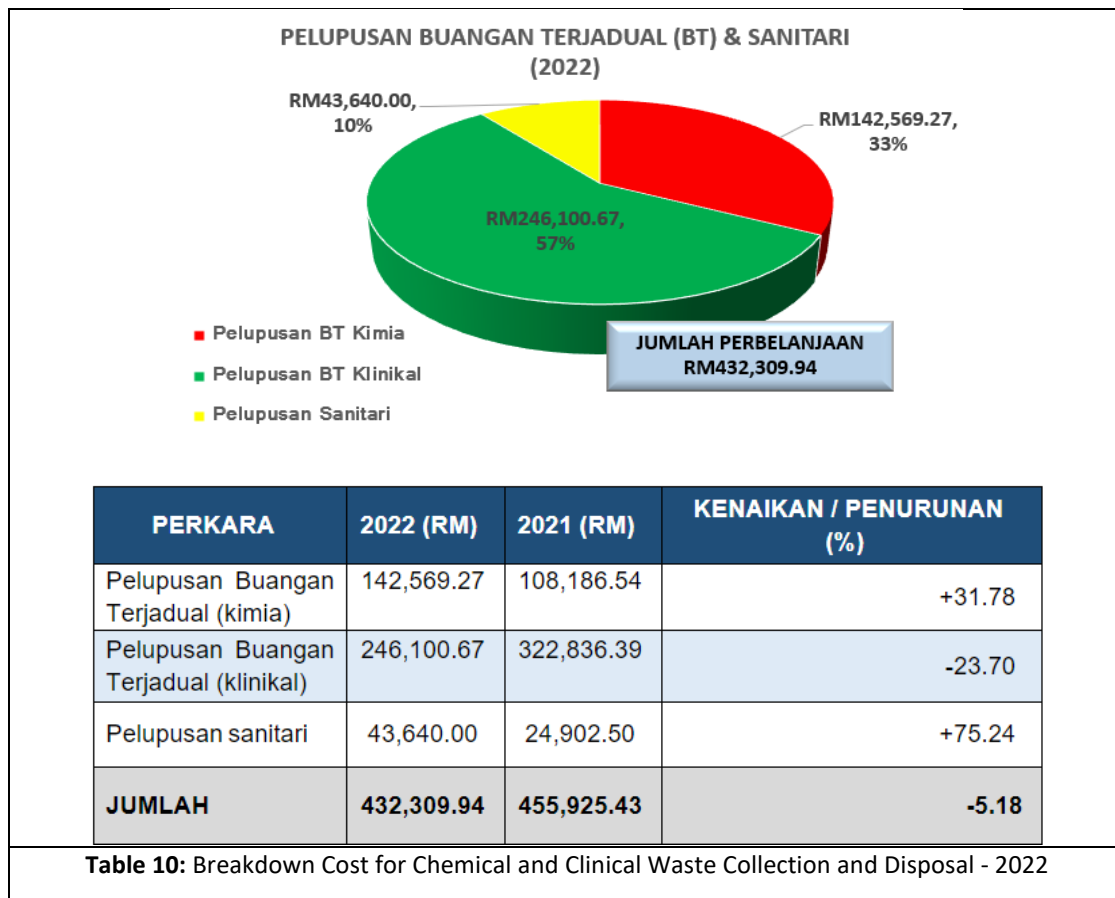 PELUPUSAN BUANGAN TERJADUAL (BT) & SANITARI
(2022)
RM43,640.00,
10%
RM142,569.27,
33%
RM246,100.67,
57%
Pelupusan BT Kimia
Pelupusan BT Klinikal
Pelupusan Sanitari
JUMLAH PERBELANJAAN
RM432,309.94
PERKARA 2022 (RM) 2021 (RM) KENAIKAN / PENURUNAN
(%)
Pelupusan Buangan 142,569.27 108,186.54
Terjadual (kimia) +31.78
Pelupusan Buangan 246,100.67 322,836.39
Terjadual (klinikal) -23.70
Pelupusan sanitari 43,640.00 24,902.50 +75.24
JUMLAH 432,309.94 455,925.43 -5.18
Table 10: Breakdown Cost for Chemical and Clinical Waste Collection and Disposal - 2022